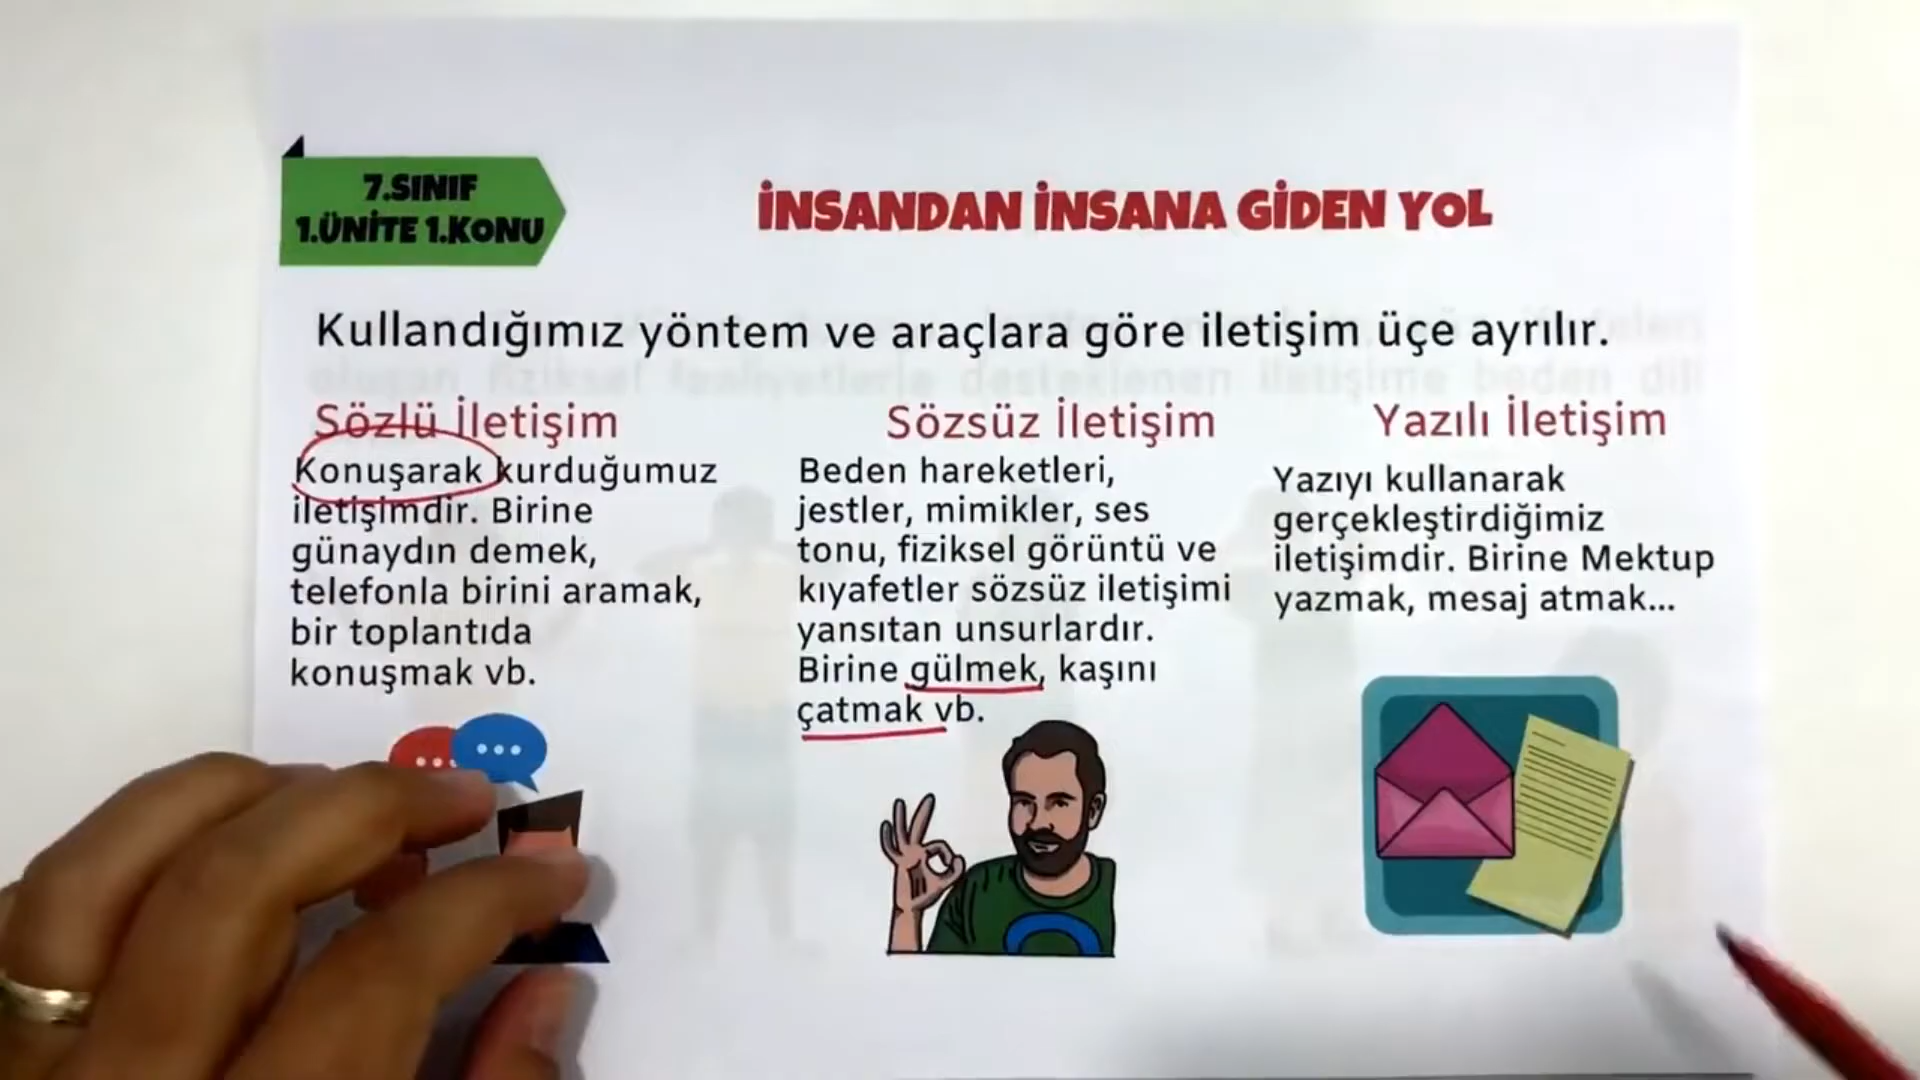 7.SINIF
1.ÜNİTE 1.KONU
İNSANDAN İNSANA GİDEN YOL
Kullandığımız yöntem ve araçlara göre iletişim üçe ayrılır.
Sözlü İletişim
Konuşarak kurduğumuz
iletişimdir. Birine
günaydın demek,
telefonla birini aramak,
bir toplantıda
konuşmak vb.
Sözsüz İletişim
Beden hareketleri,
jestler, mimikler, ses
tonu, fiziksel görüntü ve
kıyafetler sözsüz iletişimi
yansıtan unsurlardır.
Birine gülmek, kaşını
çatmak vb.
Yazılı İletişim
Yazıyı kullanarak
gerçekleştirdiğimiz
iletişimdir. Birine Mektup
yazmak, mesaj atmak...